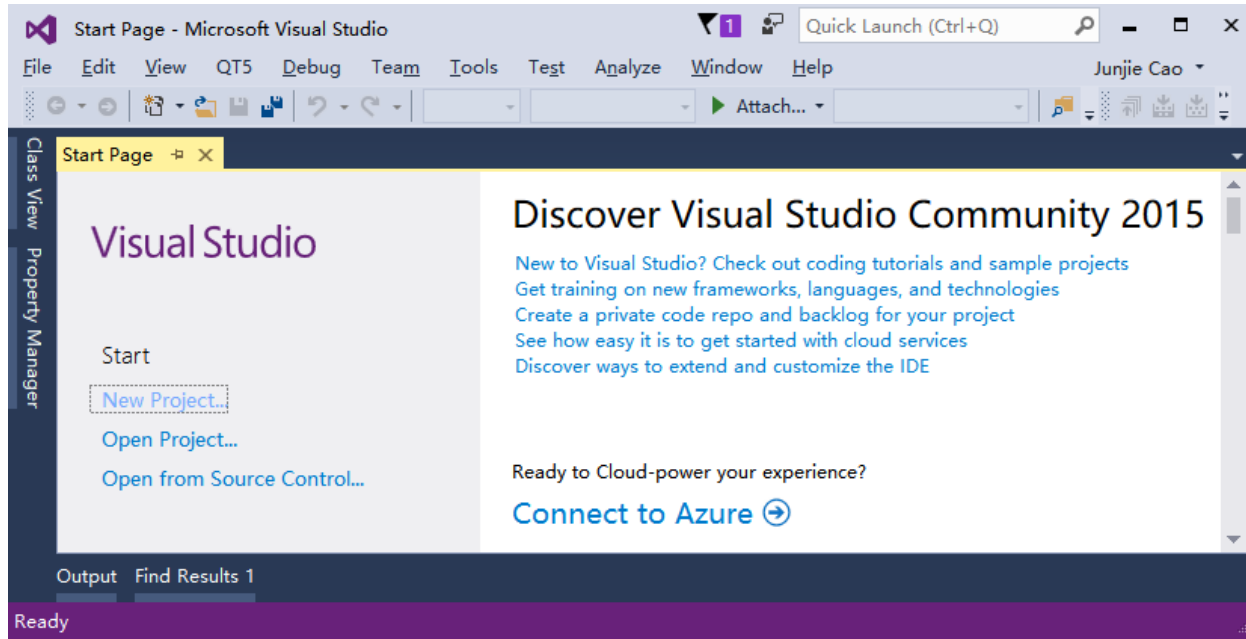 Start Page - Microsoft Visual Studio
1
Quick Launch (Ctrl+Q)
File Edit View QT5 Debug Team Tools Test Analyze Window Help
Junjie Cao
Attach...
Class View
Property Manager
Start Page
Visual Studio
Start
New Project...
Open Project...
Open from Source Control...
Discover Visual Studio Community 2015
New to Visual Studio? Check out coding tutorials and sample projects
Get training on new frameworks, languages, and technologies
Create a private code repo and backlog for your project
See how easy it is to get started with cloud services
Discover ways to extend and customize the IDE
Ready to Cloud-power your experience?
Connect to Azure
Output Find Results 1
Ready